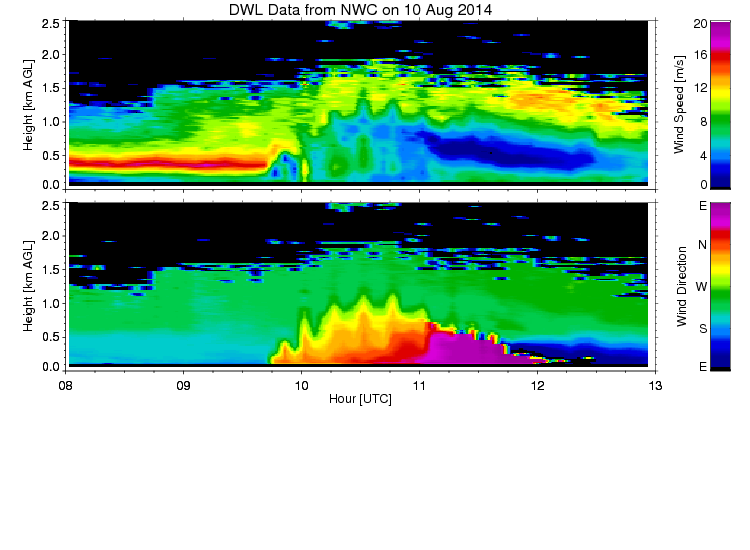 DWL Data from NWC on 10 Aug 2014
2.5
2.0
1.5
1.0
0.5
0.0
Height [km AGL]
20
16
12
8
4
0
Wind Speed [m/s]
2.5
2.0
1.5
1.0
0.5
0.0
Height [km AGL]
E
N
W
S
E
Wind Direction
08 09 10 11 12 13
Hour [UTC]